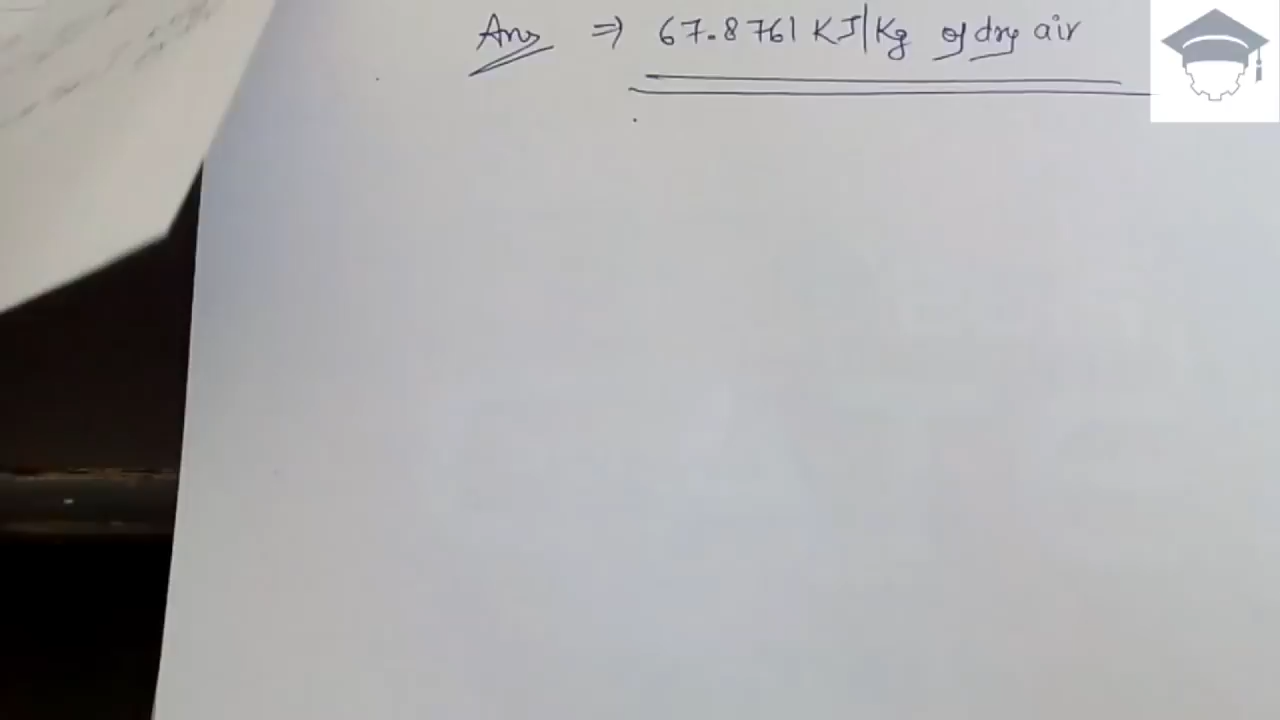 Ans ⇒ 67.8761 KJ/Kg of dry air